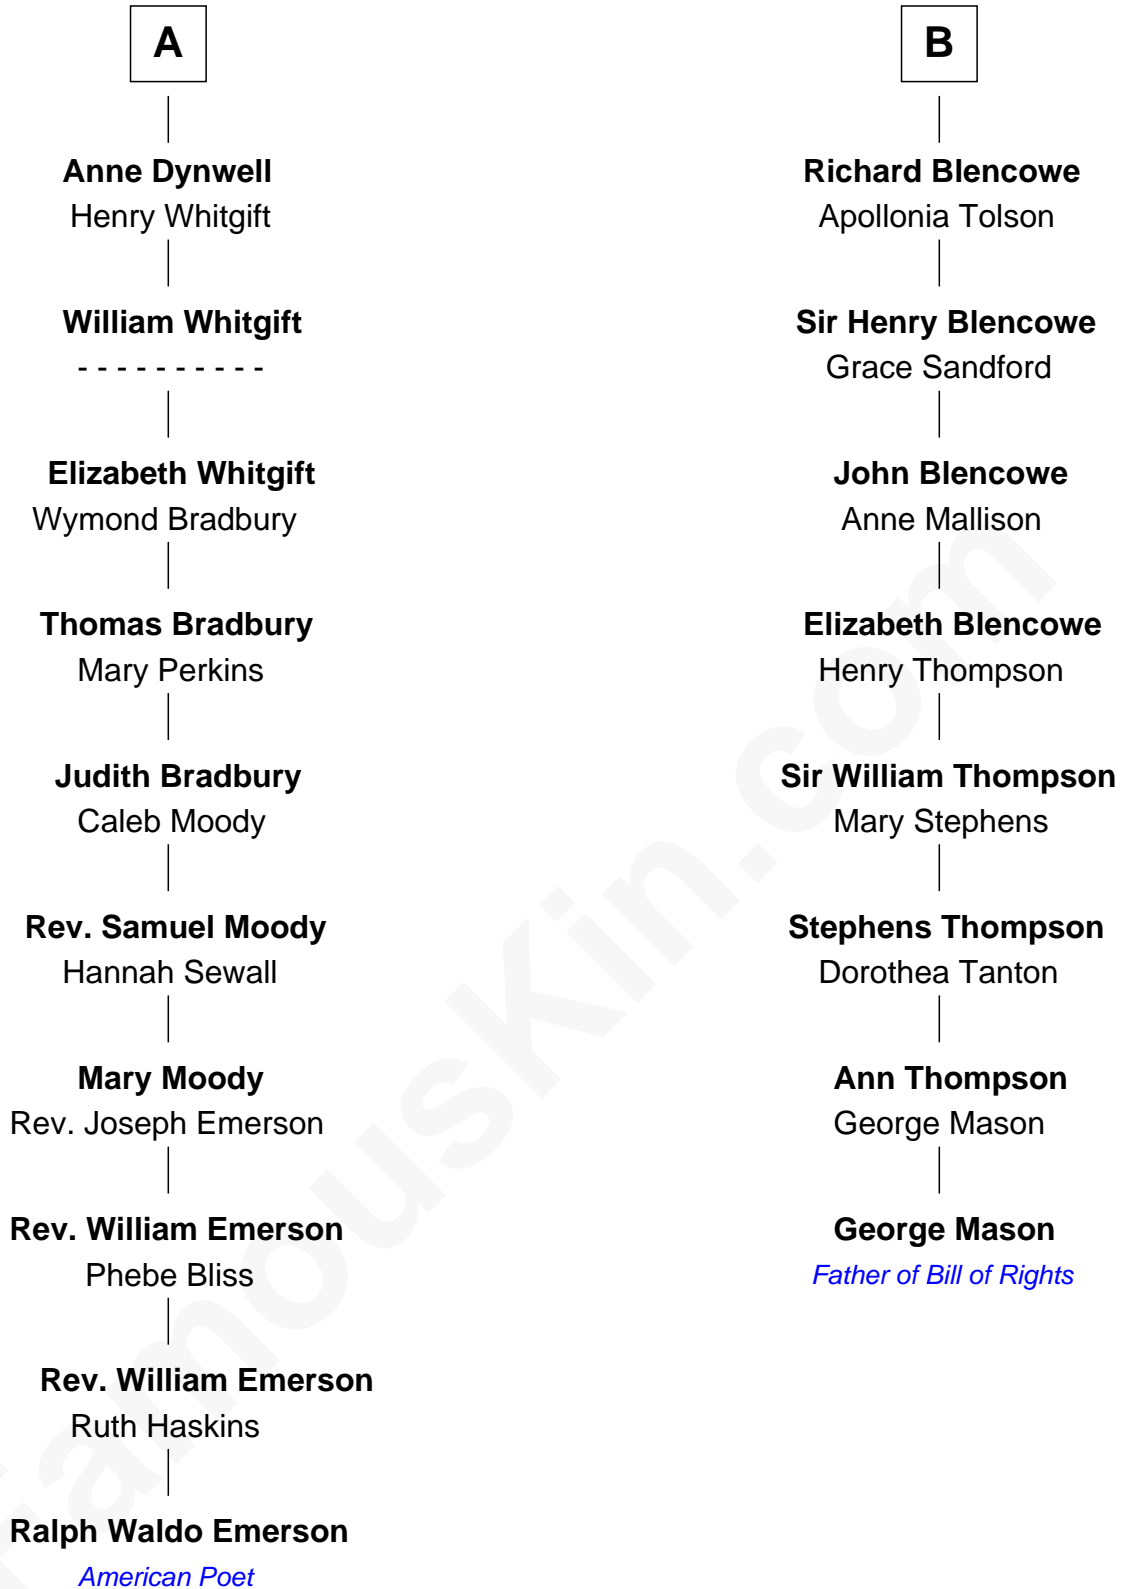 A
Anne Dynwell
Henry Whitgift
William Whitgift
- - - - - - - - - -
Elizabeth Whitgift
Wymond Bradbury
Thomas Bradbury
Mary Perkins
Judith Bradbury
Caleb Moody
Rev. Samuel Moody
Hannah Sewall
Mary Moody
Rev. Joseph Emerson
Rev. William Emerson
Phebe Bliss
Rev. William Emerson
Ruth Haskins
Ralph Waldo Emerson
American Poet
B
Richard Blencowe
Apollonia Tolson
Sir Henry Blencowe
Grace Sandford
John Blencowe
Anne Mallison
Elizabeth Blencowe
Henry Thompson
Sir William Thompson
Mary Stephens
Stephens Thompson
Dorothea Tanton
Ann Thompson
George Mason
George Mason
Father of Bill of Rights
FamousKin.com